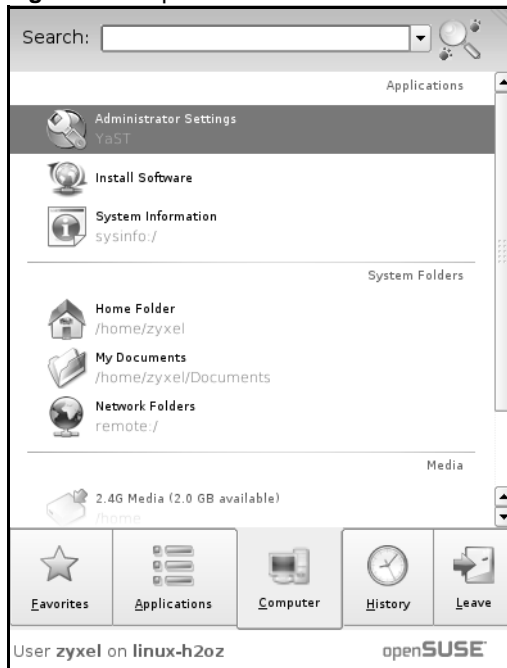 Search:
Applications
Administrator Settings
YaST
Install Software
System Information
sysinfo:/
System Folders
Home Folder
/home/zyxel
My Documents
/home/zyxel/Documents
Network Folders
remote:/
Media
2.4G Media (2.0 GB available)
/home
Favorites Applications Computer History Leave
User zyxel on linux-h2oz openSUSE